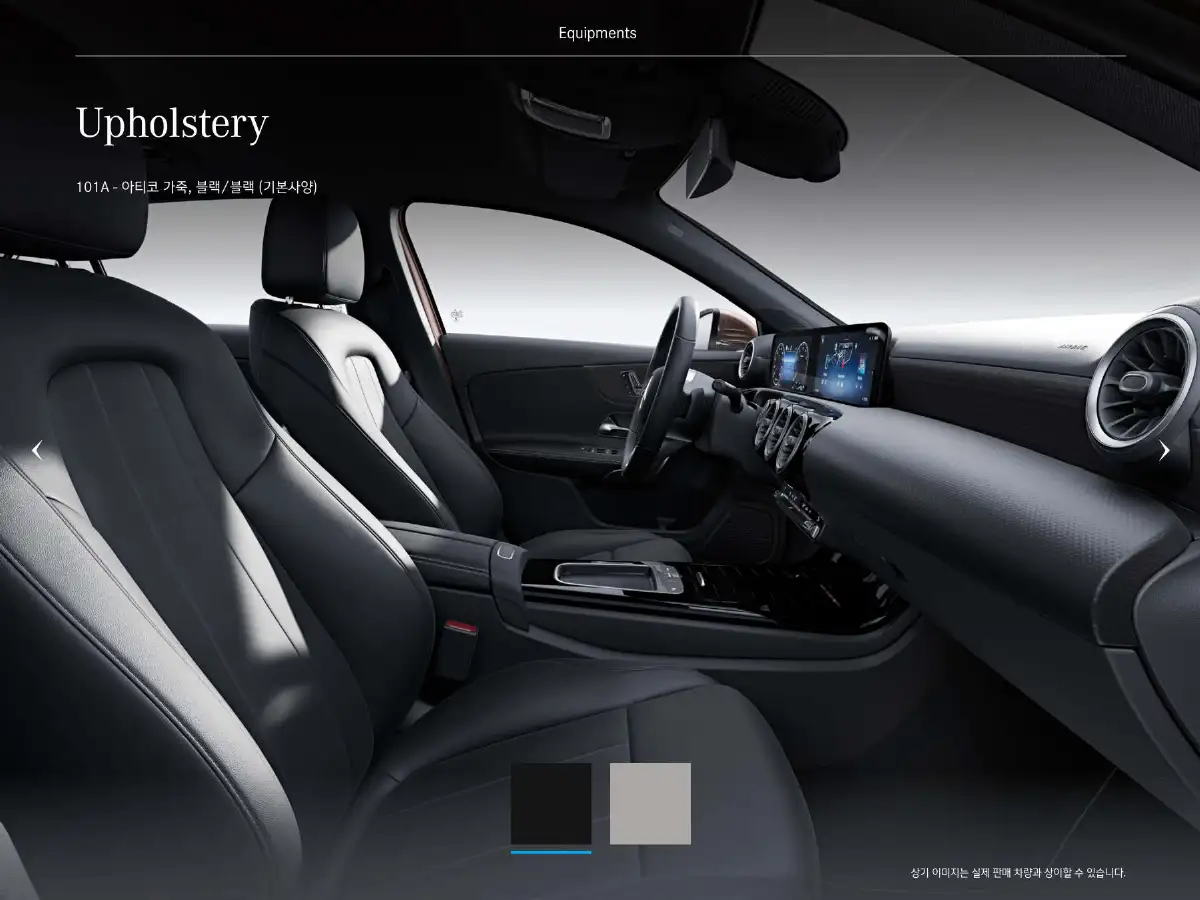 Equipments
Upholstery
101A - 아티코 가죽, 블랙/블랙 (기본사양)
상기 이미지는 실제 판매 차량과 상이할 수 있습니다.